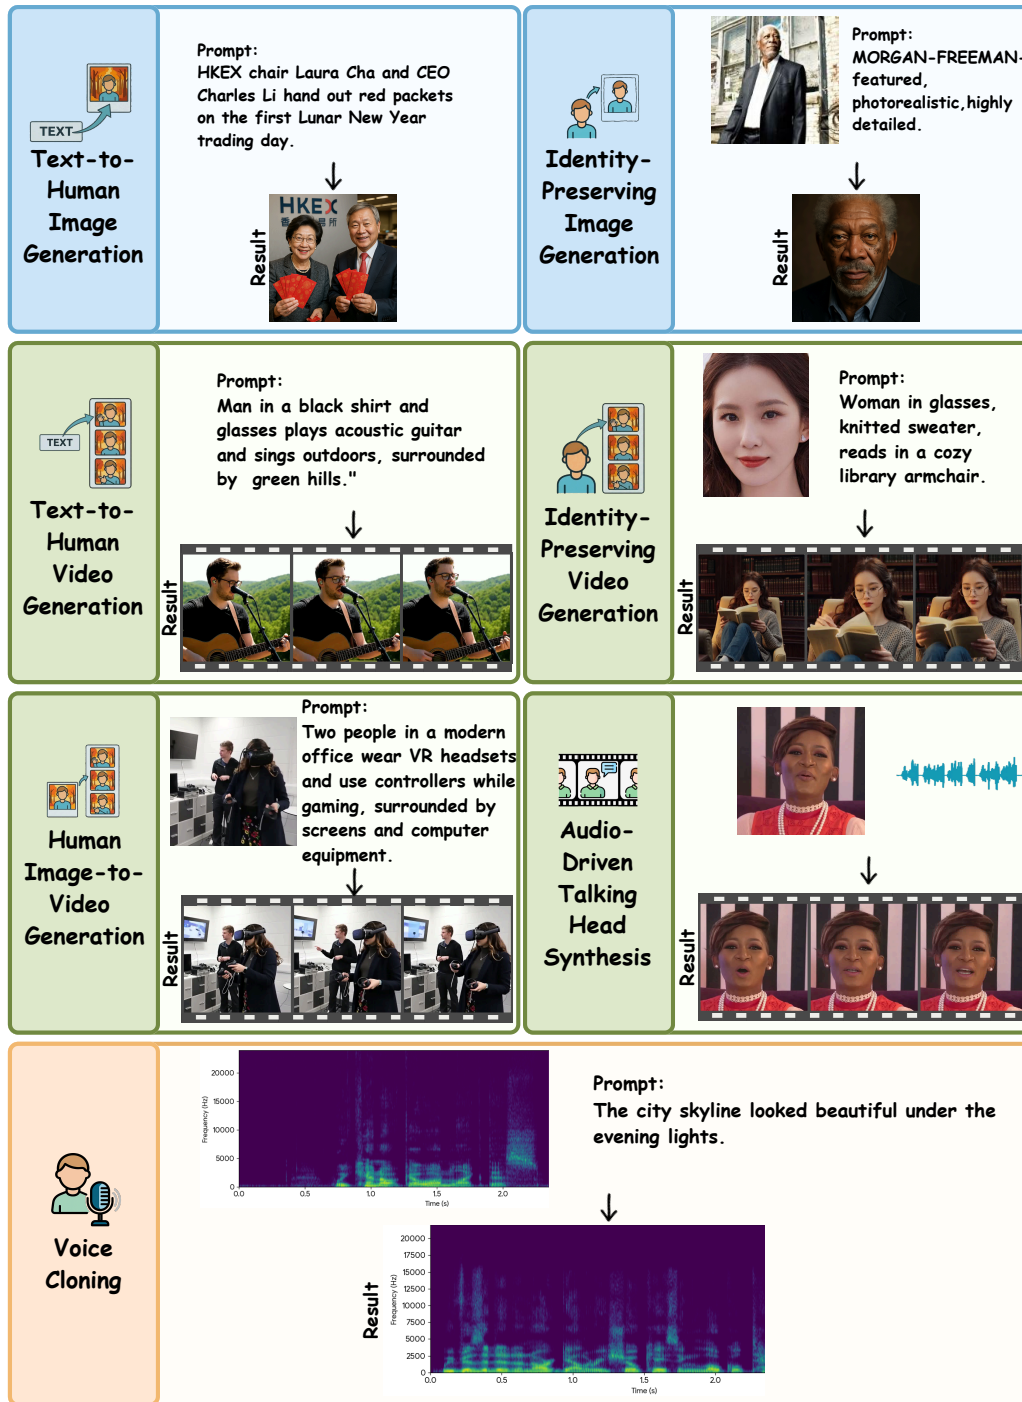 TEXT
Text-to-
Human
Image
Generation
Prompt:
HKEX chair Laura Cha and CEO
Charles Li hand out red packets
on the first Lunar New Year
trading day.
Result
HKEX
Identity-
Preserving
Image
Generation
Prompt:
MORGAN-FREEMAN-
featured,
photorealistic,highly
detailed.
Result
TEXT
Text-to-
Human
Video
Generation
Prompt:
Man in a black shirt and
glasses plays acoustic guitar
and sings outdoors, surrounded
by green hills."
Result
Identity-
Preserving
Video
Generation
Prompt:
Woman in glasses,
knitted sweater,
reads in a cozy
library armchair.
Result
Human
Image-to-
Video
Generation
Prompt:
Two people in a modern
office wear VR headsets
and use controllers while
gaming, surrounded by
screens and computer
equipment.
Result
Audio-
Driven
Talking
Head
Synthesis
Result
Voice
Cloning
Frequency (Hz)
20000
15000
10000
5000
0
0.0 0.5 1.0 1.5 2.0
Time (s)
Prompt:
The city skyline looked beautiful under the
evening lights.
Result
Frequency (Hz)
20000
17500
15000
12500
10000
7500
5000
2500
0
0.0 0.5 1.0 1.5 2.0
Time (s)